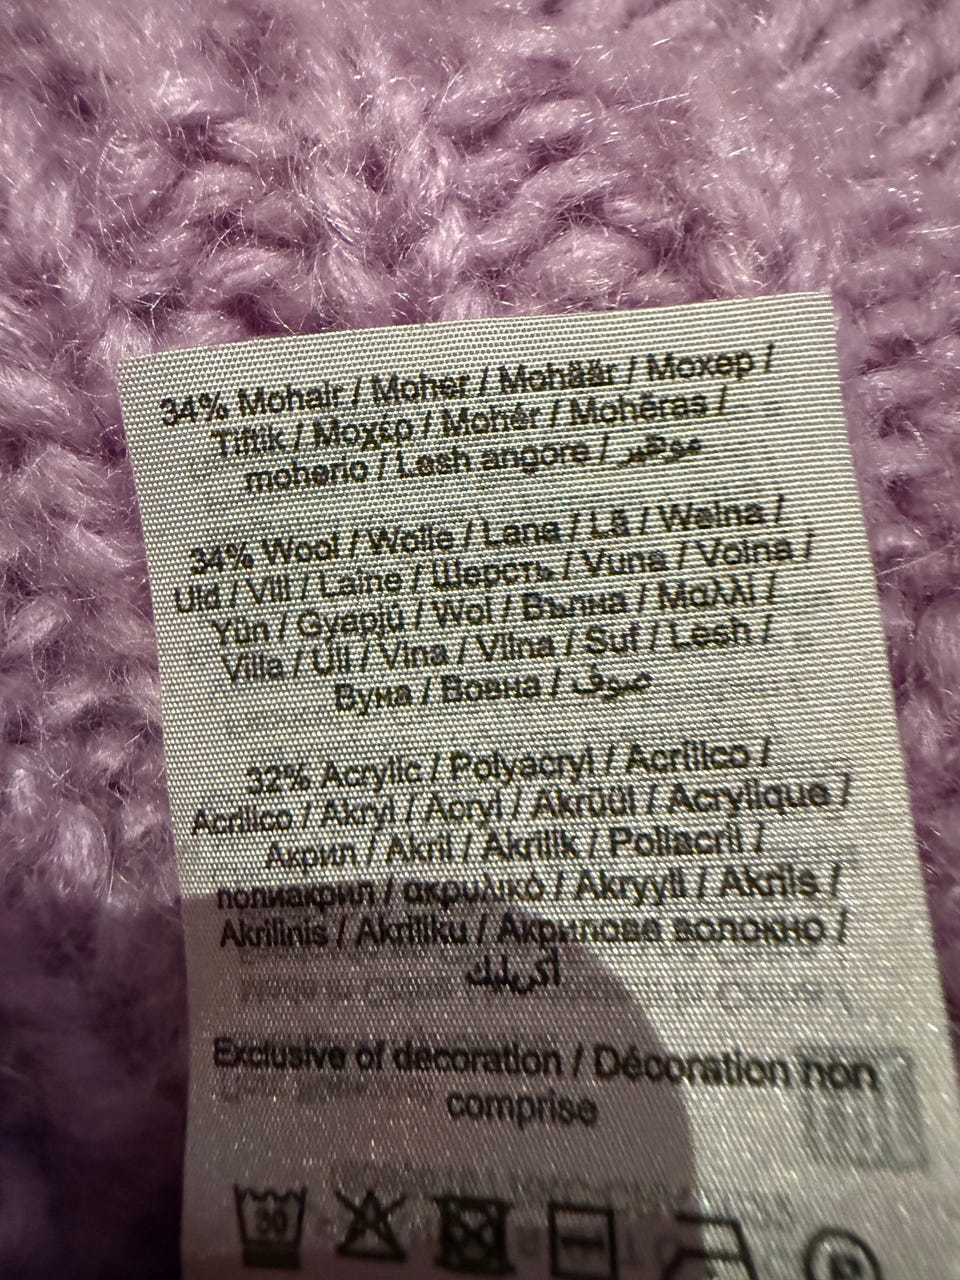 34% Mohair / Moher / Mohäär / Мохер /
Tiftik / Μοχέρ / Mohér / Mohēras /
moherio / Lesh angore / موهير
34% Wool / Wolle / Lana / Lã / Wełna /
Uld / Vill / Laine / Шерсть / Vuna / Volna /
Yün / Gyapjú / Wol / Вълна / Μαλλί /
Villa / Ull / Vlna / Vilna / Suf / Lesh /
Вуна / Вовна / صوف
32% Acrylic / Polyacryl / Acrilico /
Acrílico / Akryl / Acryl / Akrüül / Acrylique /
Акрил / Akril / Akrilik / Poliacril /
полиакрил / ακρυλικό / Akryyli / Akrils /
Akrilinis / Akriliku / Акрилове волокно /
أكريليك
Exclusive of decoration / Décoration non
comprise
30
P